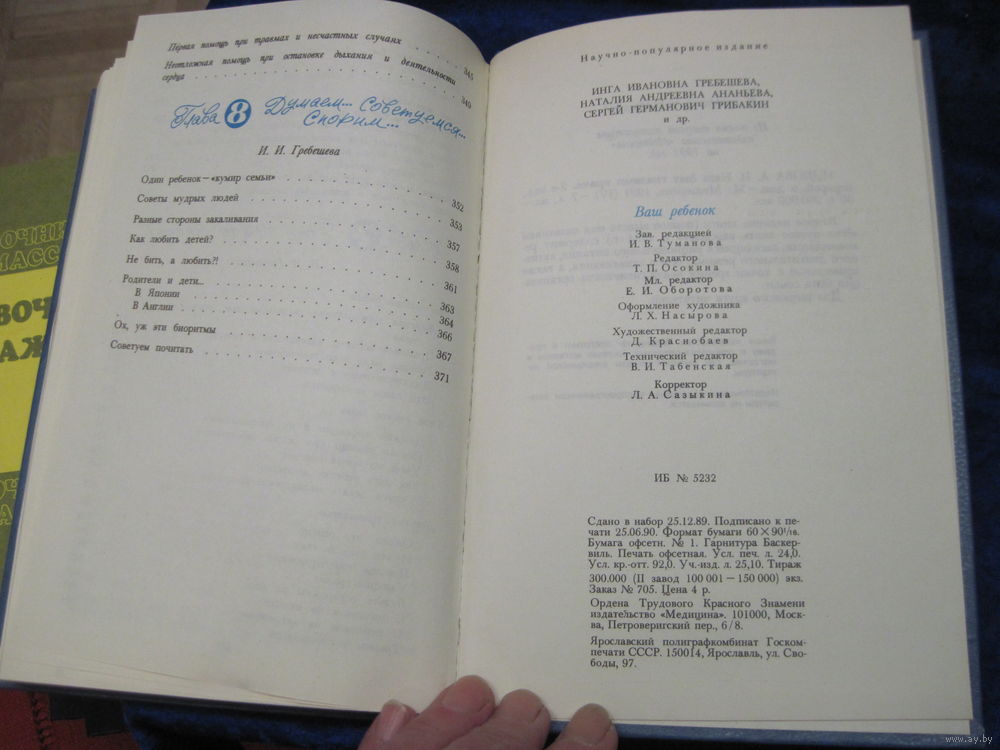 Первая помощь при травмах и несчастных случаях . . . . . . 345
Неотложная помощь при остановке дыхания и деятельности
сердца . . . . . . 349
Глава 8 Думаем... Советуемся...
Спорим...
И. И. Гребешева
Один ребенок — «кумир семьи» . . . . . . 352
Советы мудрых людей . . . . . . 353
Разные стороны закаливания . . . . . . 357
Как любить детей? . . . . . . 358
Не бить, а любить?! . . . . . . 361
Родители и дети... . . . . . . 363
В Японии . . . . . . 364
В Англии . . . . . . 366
Ох, уж эти биоритмы . . . . . . 367
Советуем почитать . . . . . . 371
Научно-популярное издание
ИНГА ИВАНОВНА ГРЕБЕШЕВА,
НАТАЛИЯ АНДРЕЕВНА АНАНЬЕВА,
СЕРГЕЙ ГЕРМАНОВИЧ ГРИБАКИН
и др.
Ваш ребенок
Зав. редакцией
И. В. Туманова
Редактор
Т. П. Осокина
Мл. редактор
Е. И. Оборотова
Оформление художника
Л. Х. Насырова
Художественный редактор
Д. Краснобаев
Технический редактор
В. И. Табенская
Корректор
Л. А. Сазыкина
ИБ № 5232
Сдано в набор 25.12.89. Подписано к пе-
чати 25.06.90. Формат бумаги 60×90¹/₁₆.
Бумага офсетн. № 1. Гарнитура Баскер-
виль. Печать офсетная. Усл. печ. л. 24,0.
Усл. кр.-отт. 92,0. Уч.-изд. л. 25,10. Тираж
300.000 (II завод 100 001—150 000) экз.
Заказ № 705. Цена 4 р.
Ордена Трудового Красного Знамени
издательство «Медицина». 101000, Моск-
ва, Петроверигский пер., 6/8.
Ярославский полиграфкомбинат Госком-
печати СССР. 150014, Ярославль, ул. Сво-
боды, 97.
www.ay.by